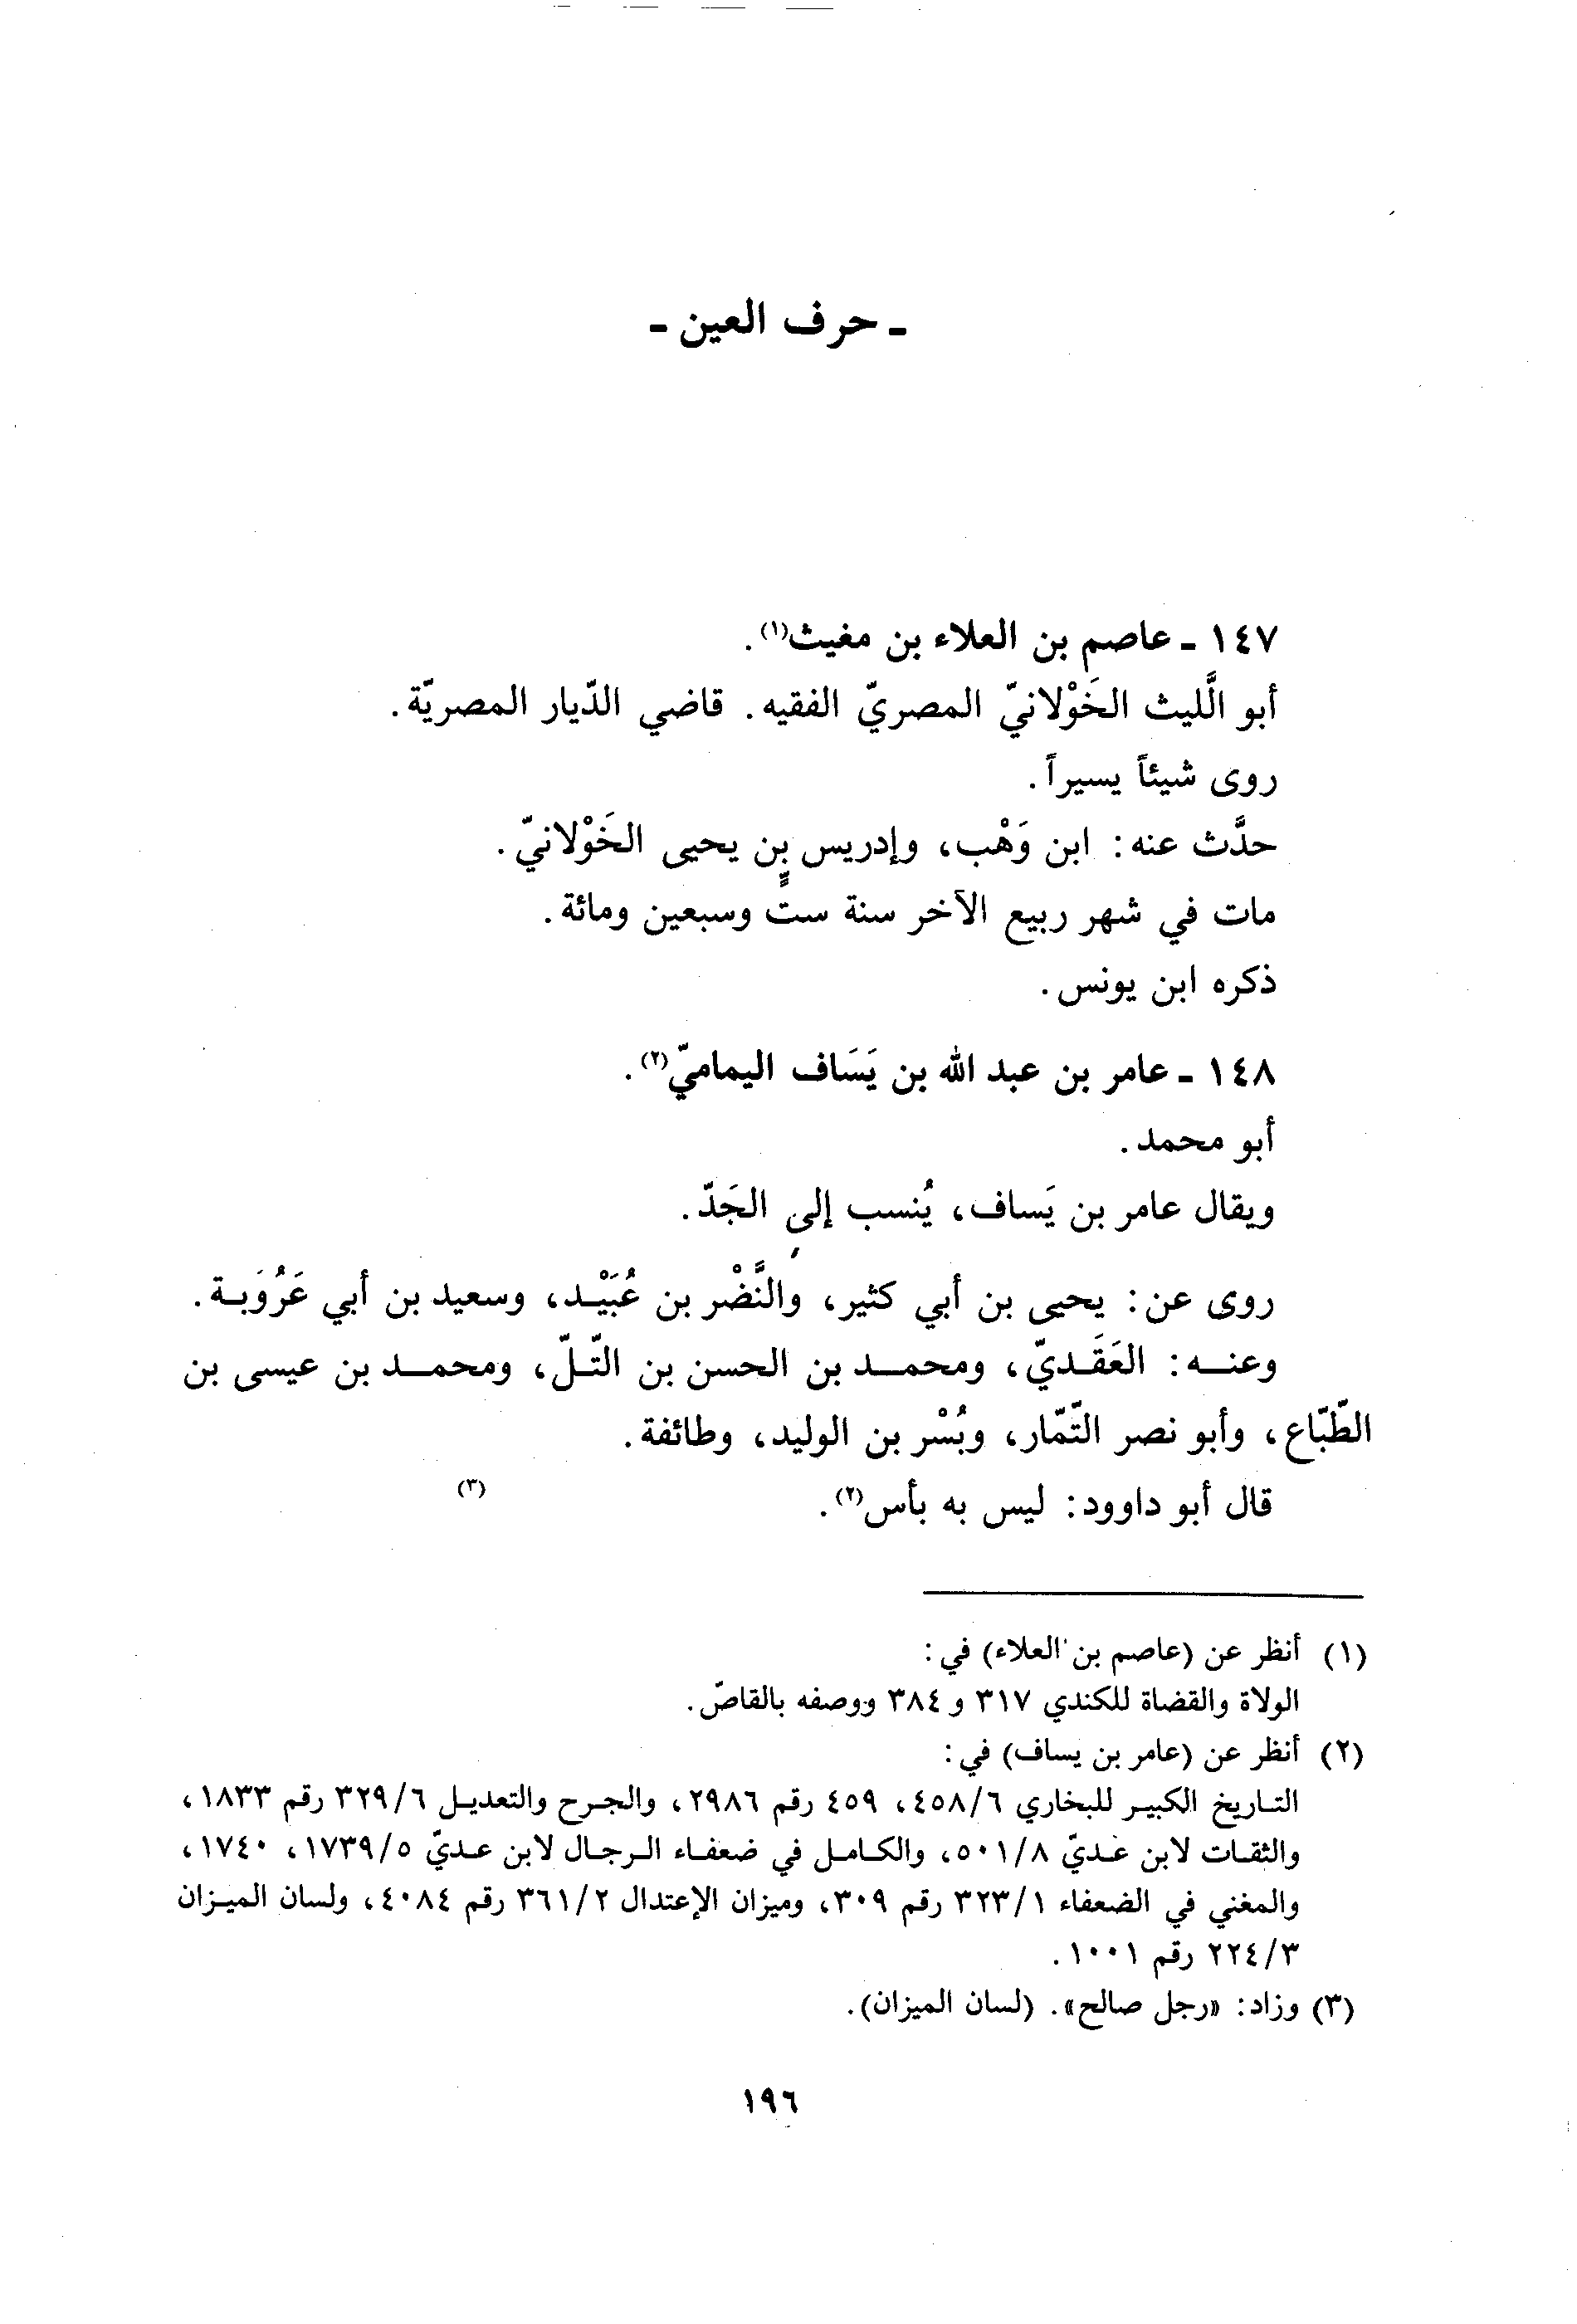 ـ حرف العين ـ
١٤٧ ـ عاصم بن العلاء بن مغيث(١).
أبو الَّليث الخَوْلانيّ المصريّ الفقيه. قاضي الدّيار المصريّة.
روى شيئاً يسيراً.
حدَّث عنه: ابن وَهْب، وإدريس بن يحيى الخَوْلانيّ.
مات في شهر ربيع الآخر سنة ستٍّ وسبعين ومائة.
ذكره ابن يونس.
١٤٨ ـ عامر بن عبد الله بن يَسَاف اليماميّ(٢).
أبو محمد.
ويقال عامر بن يَساف، يُنسب إلى الجَدّ.
روى عن: يحيى بن أبي كثير، والنَّضْر بن عُبَيْد، وسعيد بن أبي عَرُوَبة.
وعنه: العَقَديّ، ومحمد بن الحسن بن التّلّ، ومحمد بن عيسى بن
الطّبّاع، وأبو نصر التّمّار، وبُسْر بن الوليد، وطائفة.
قال أبو داوود: ليس به بأس(٢). (٣)
(١) أنظر عن (عاصم بن العلاء) في:
الولاة والقضاة للكندي ٣١٧ و ٣٨٤ ووصفه بالقاصّ.
(٢) أنظر عن (عامر بن يساف) في:
التاريخ الكبير للبخاري ٤٥٨/٦، ٤٥٩ رقم ٢٩٨٦، والجرح والتعديل ٣٢٩/٦ رقم ١٨٣٣،
والثقات لابن عديّ ٥٠١/٨، والكامل في ضعفاء الرجال لابن عديّ ١٧٣٩/٥، ١٧٤٠،
والمغني في الضعفاء ٣٢٣/١ رقم ٣٠٩، وميزان الإعتدال ٣٦١/٢ رقم ٤٠٨٤، ولسان الميزان
٢٢٤/٣ رقم ١٠٠١.
(٣) وزاد: «رجل صالح». (لسان الميزان).
١٩٦